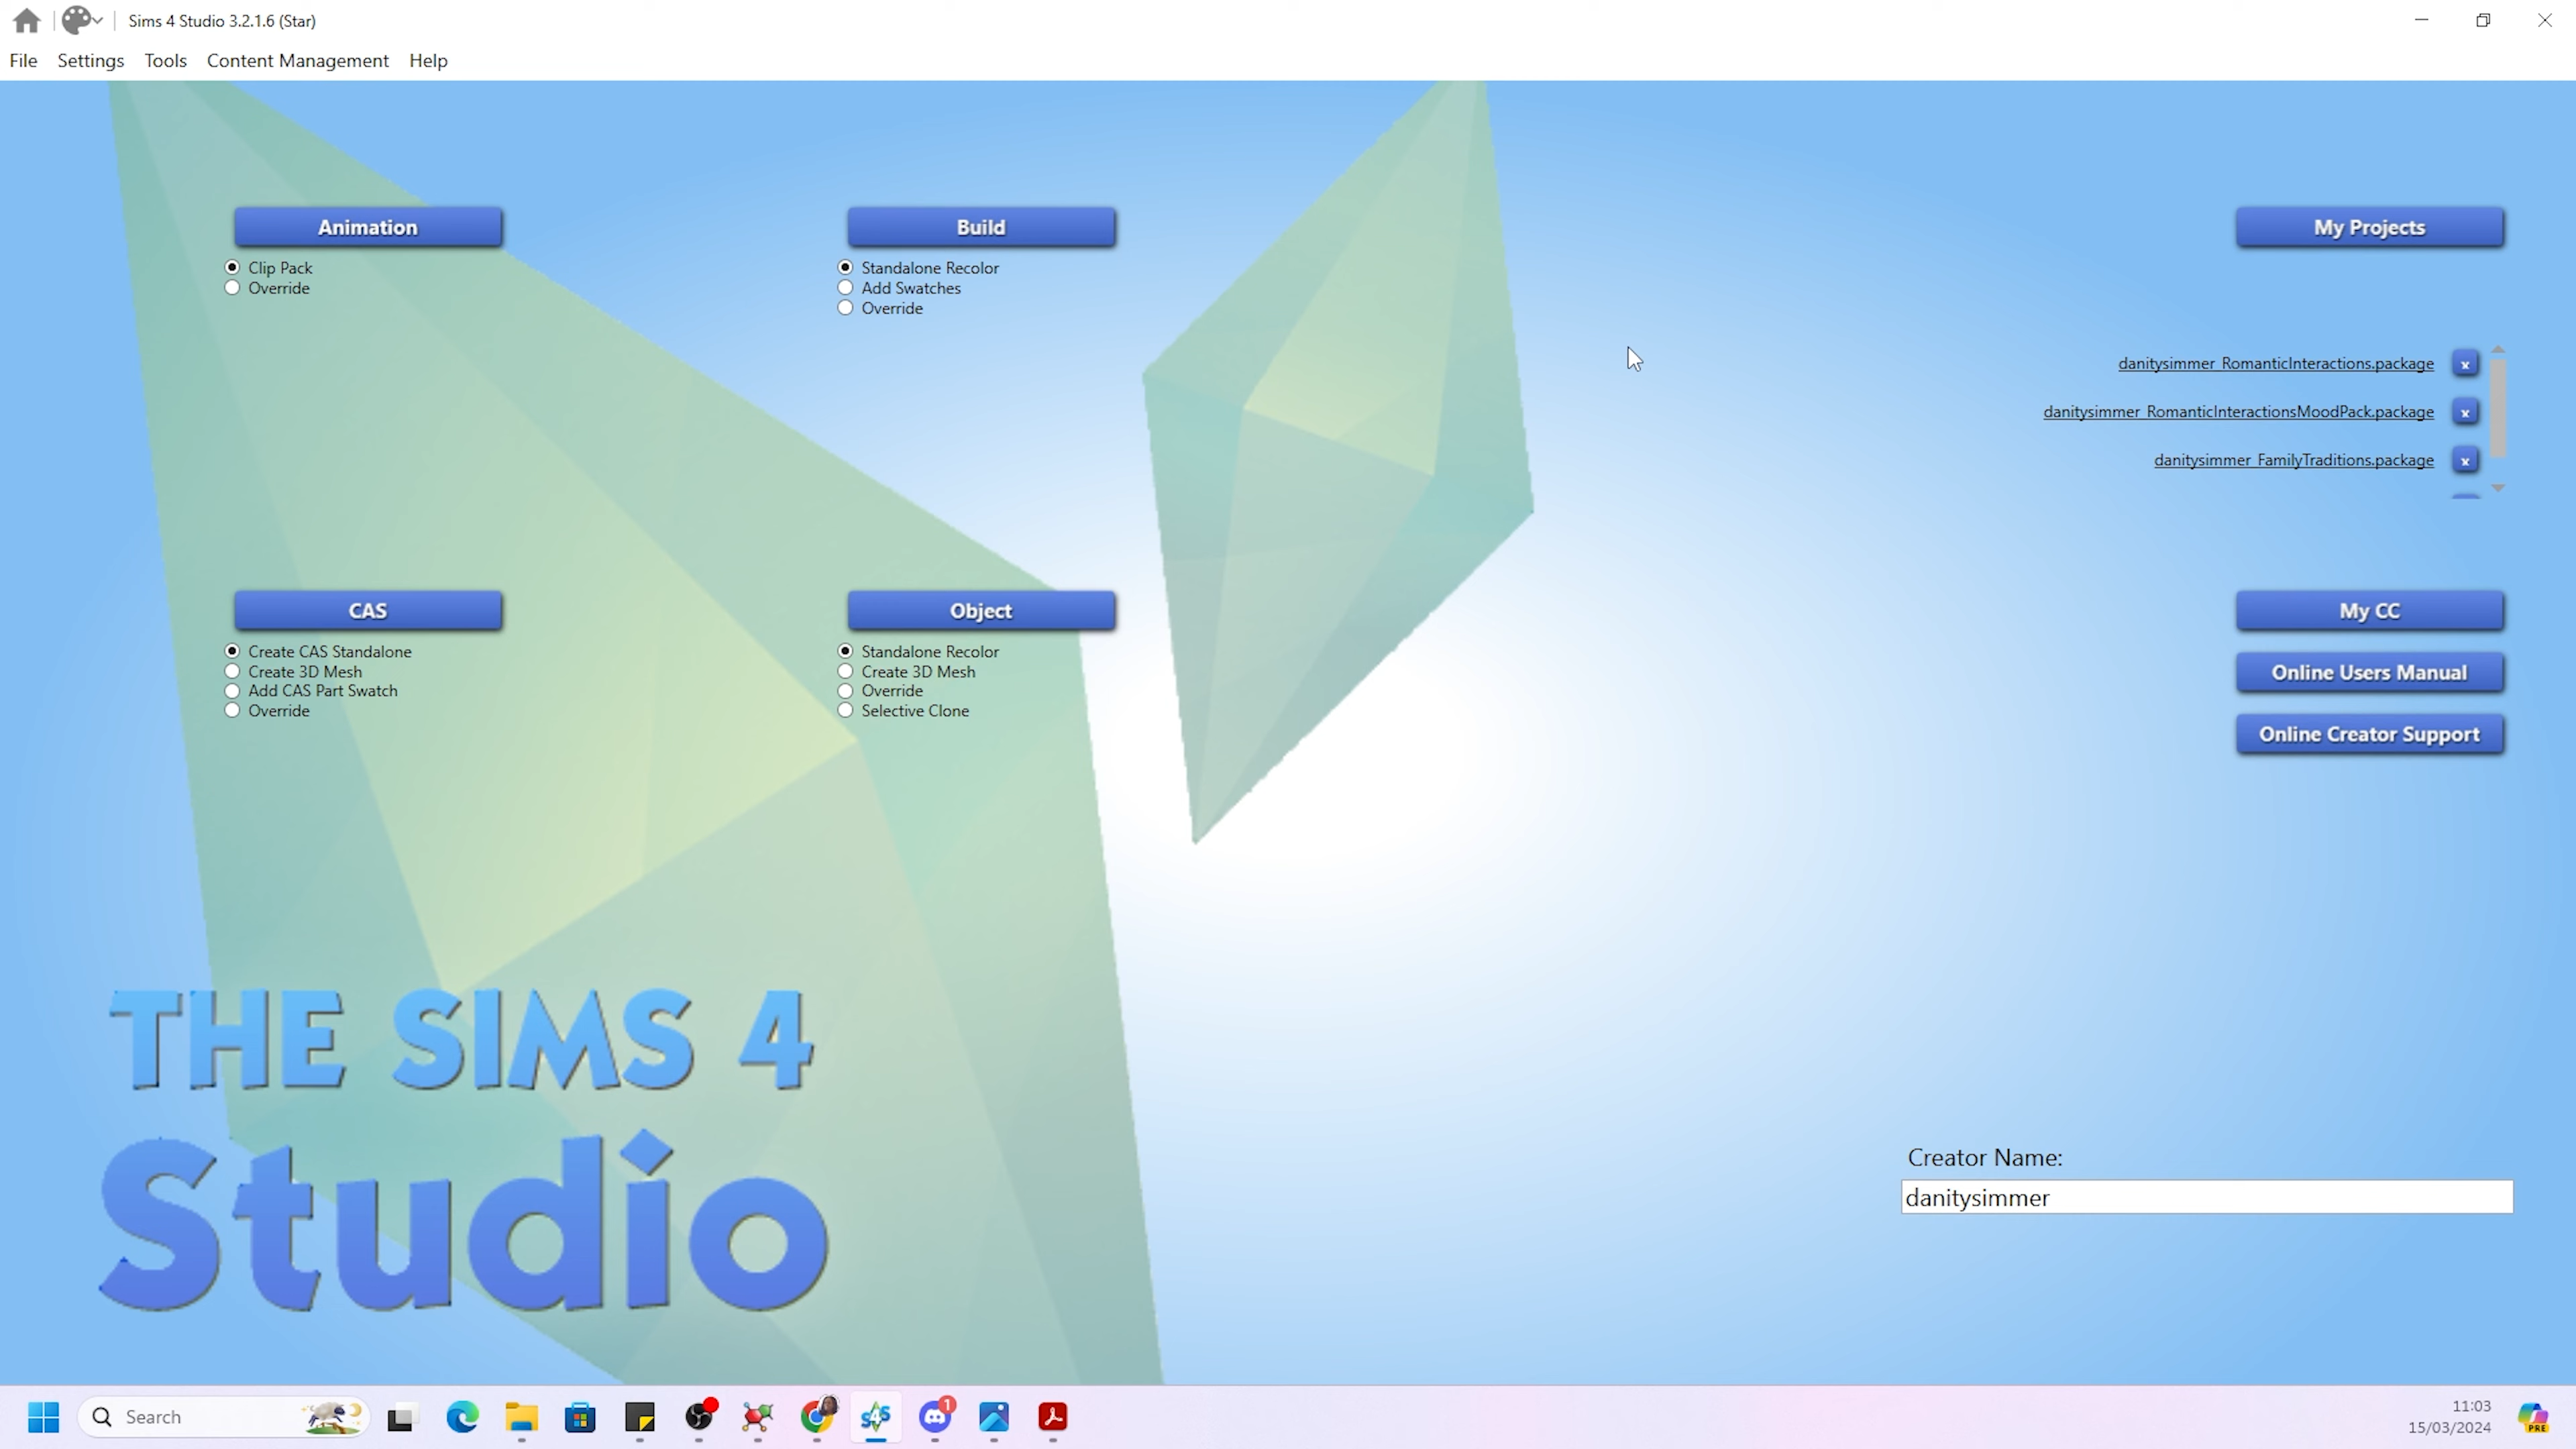 Sims 4 Studio 3.2.1.6 (Star)
File Settings Tools Content Management Help
Animation
Clip Pack
Override
Build
Standalone Recolor
Add Swatches
Override
My Projects
danitysimmer_RomanticInteractions.package x
danitysimmer_RomanticInteractionsMoodPack.package x
danitysimmer_FamilyTraditions.package x
CAS
Create CAS Standalone
Create 3D Mesh
Add CAS Part Swatch
Override
Object
Standalone Recolor
Create 3D Mesh
Override
Selective Clone
My CC
Online Users Manual
Online Creator Support
THE SIMS 4
Studio
Creator Name:
danitysimmer
Search
S4S
1
11:03
15/03/2024
PRE